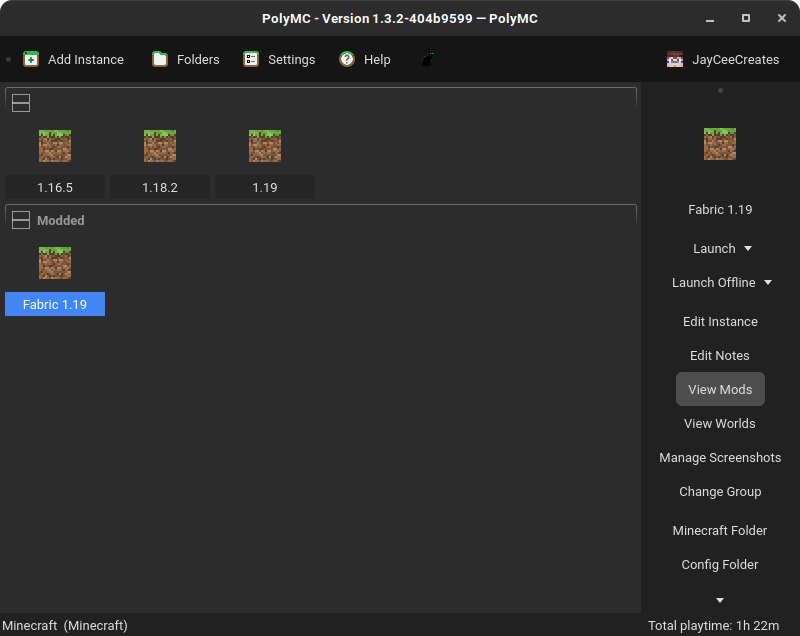 PolyMC - Version 1.3.2-404b9599 — PolyMC
Add Instance Folders Settings Help JayCeeCreates
1.16.5 1.18.2 1.19
Modded
Fabric 1.19
Fabric 1.19
Launch
Launch Offline
Edit Instance
Edit Notes
View Mods
View Worlds
Manage Screenshots
Change Group
Minecraft Folder
Config Folder
Minecraft (Minecraft) Total playtime: 1h 22m